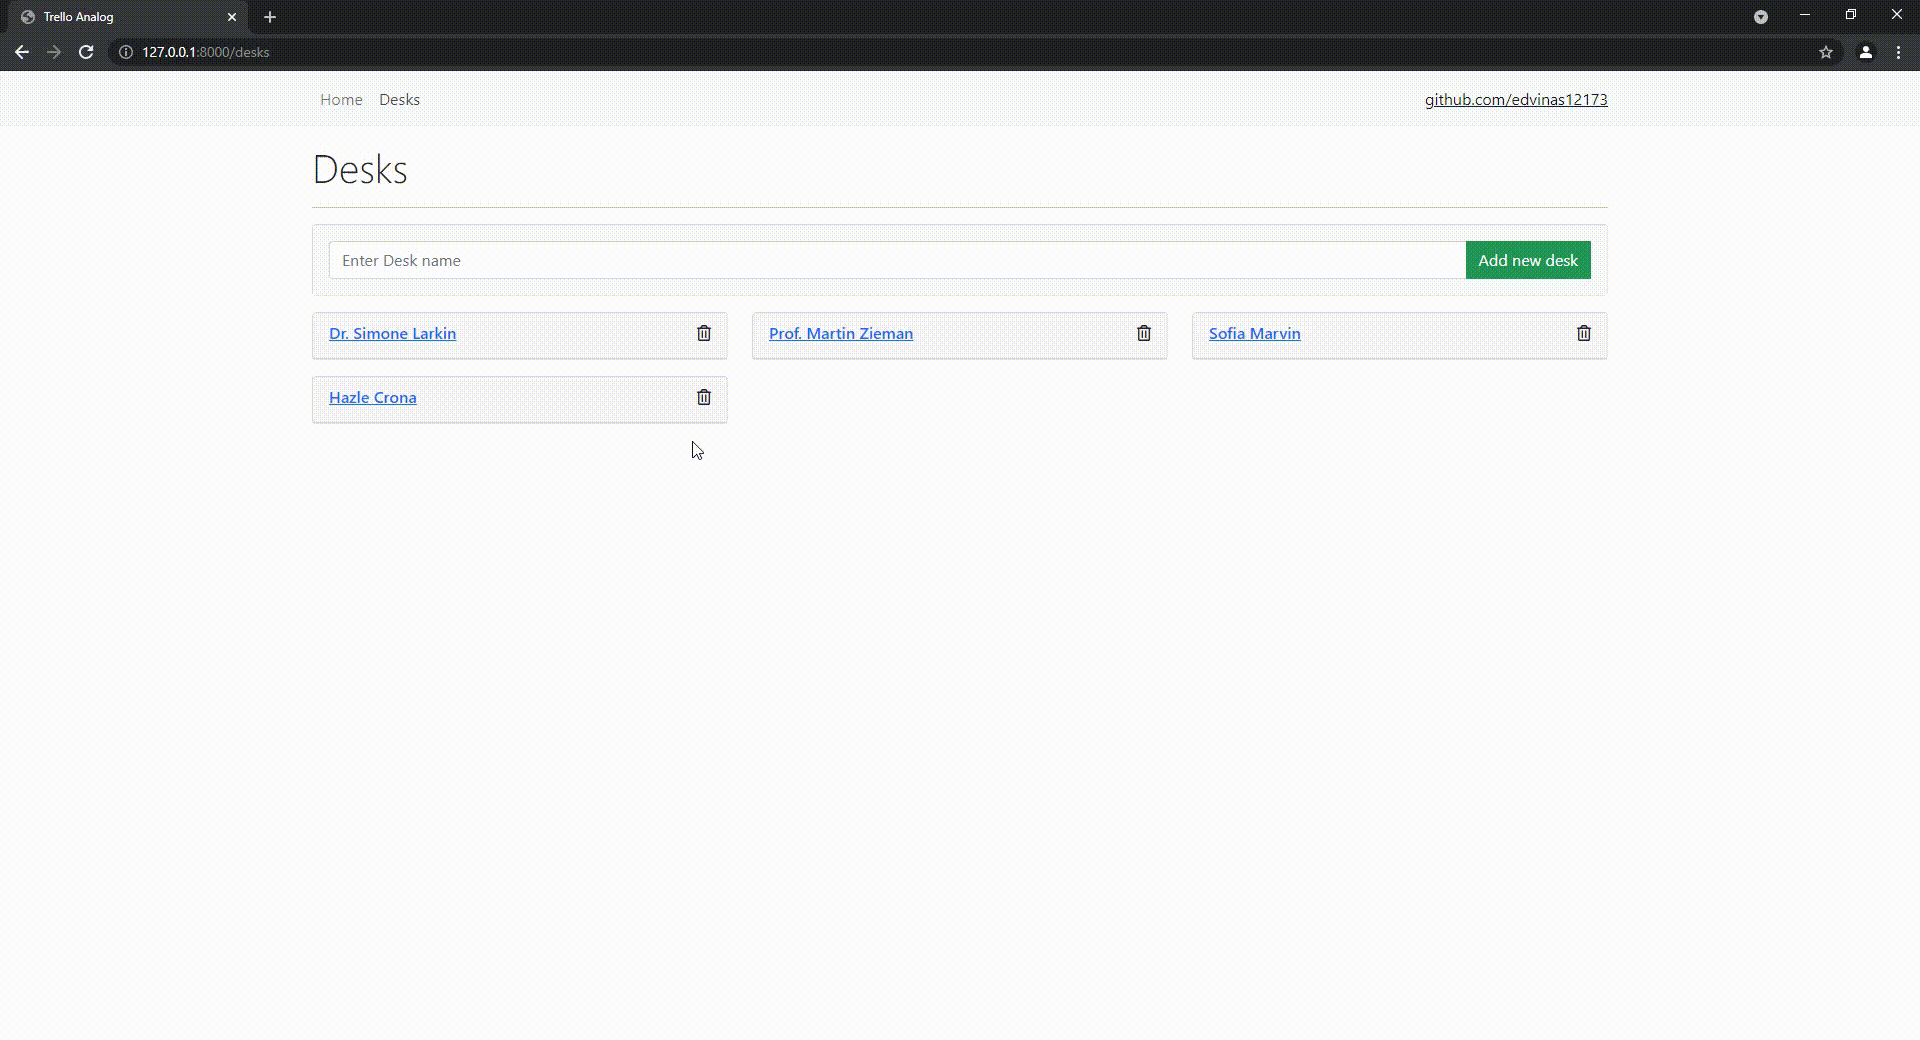 Trello Analog
127.0.0.1:8000/desks
Home Desks github.com/edvinas12173
Desks
Enter Desk name Add new desk
Dr. Simone Larkin Prof. Martin Zieman Sofia Marvin
Hazle Crona